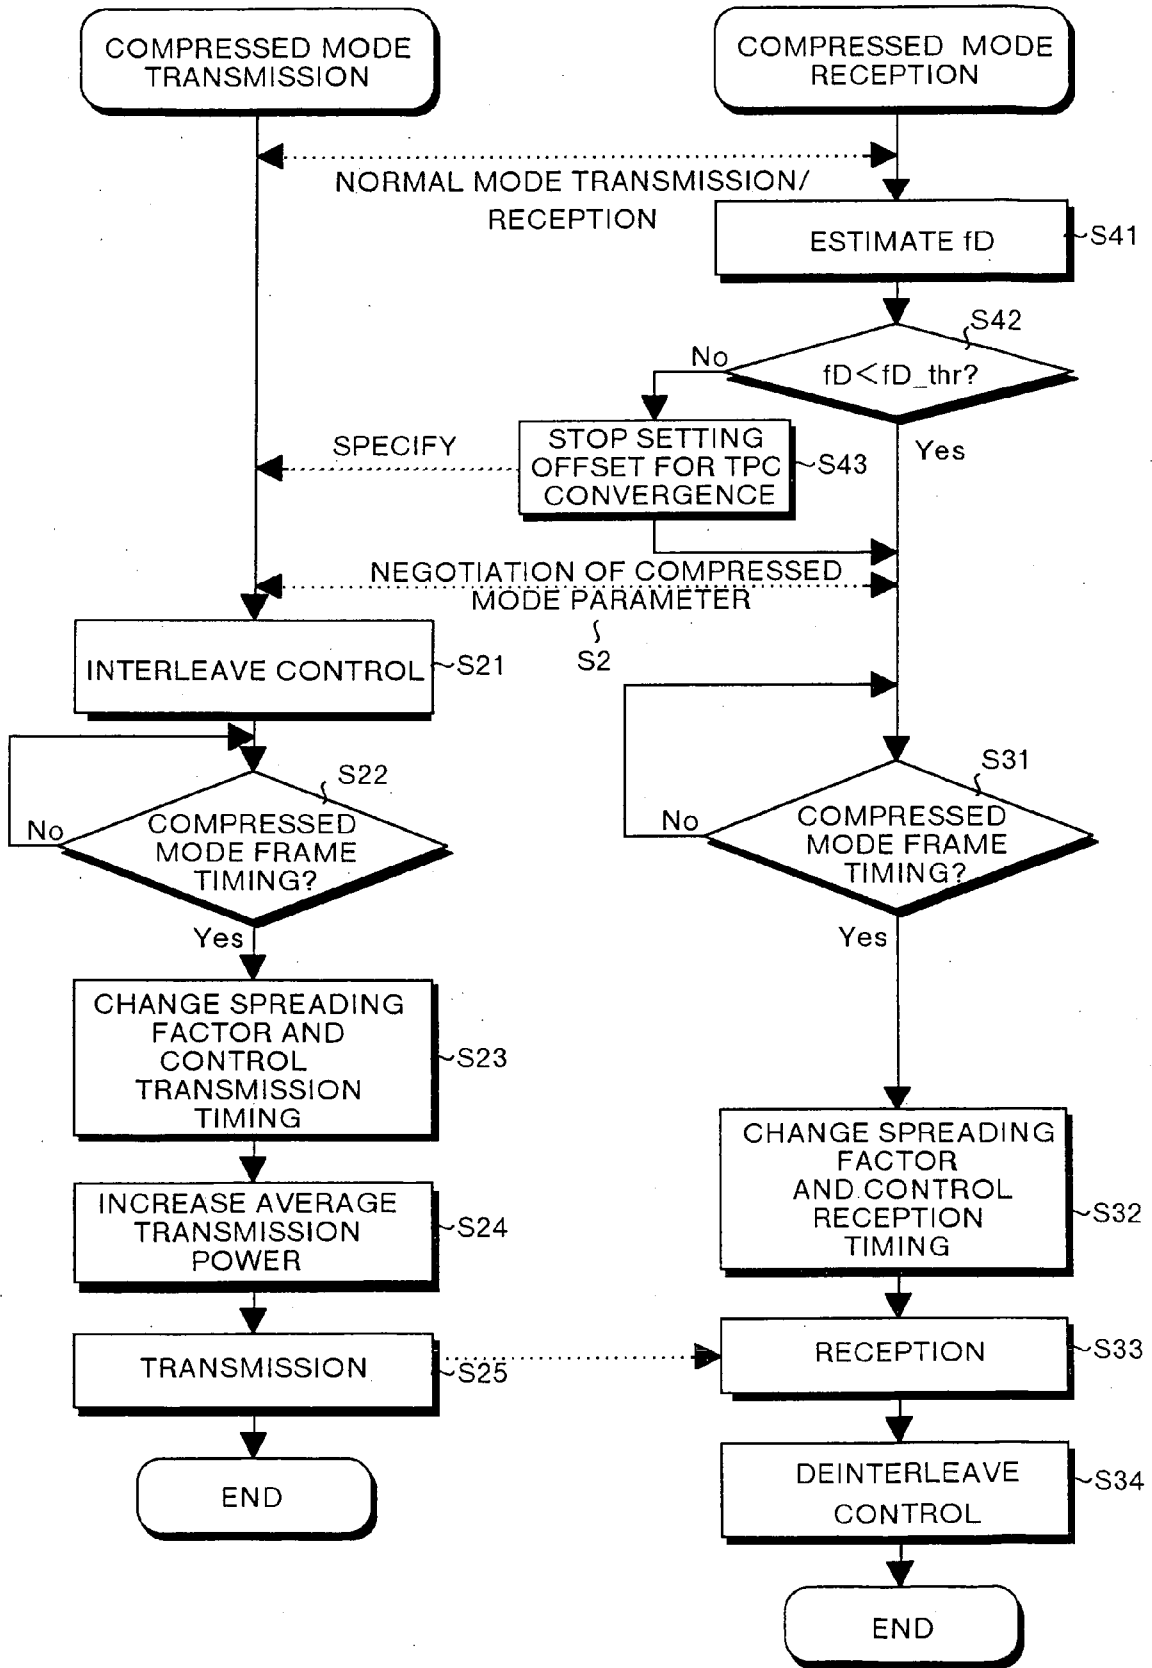 COMPRESSED MODE
TRANSMISSION
COMPRESSED MODE
RECEPTION
NORMAL MODE TRANSMISSION/
RECEPTION
ESTIMATE fD
S41
S42
fD<fD_thr?
No
Yes
STOP SETTING
OFFSET FOR TPC
CONVERGENCE
S43
SPECIFY
NEGOTIATION OF COMPRESSED
MODE PARAMETER
S2
INTERLEAVE CONTROL
S21
S22
COMPRESSED
MODE FRAME
TIMING?
No
Yes
S31
COMPRESSED
MODE FRAME
TIMING?
No
Yes
CHANGE SPREADING
FACTOR AND
CONTROL
TRANSMISSION
TIMING
S23
INCREASE AVERAGE
TRANSMISSION
POWER
S24
TRANSMISSION
S25
END
CHANGE SPREADING
FACTOR
AND CONTROL
RECEPTION
TIMING
S32
RECEPTION
S33
DEINTERLEAVE
CONTROL
S34
END